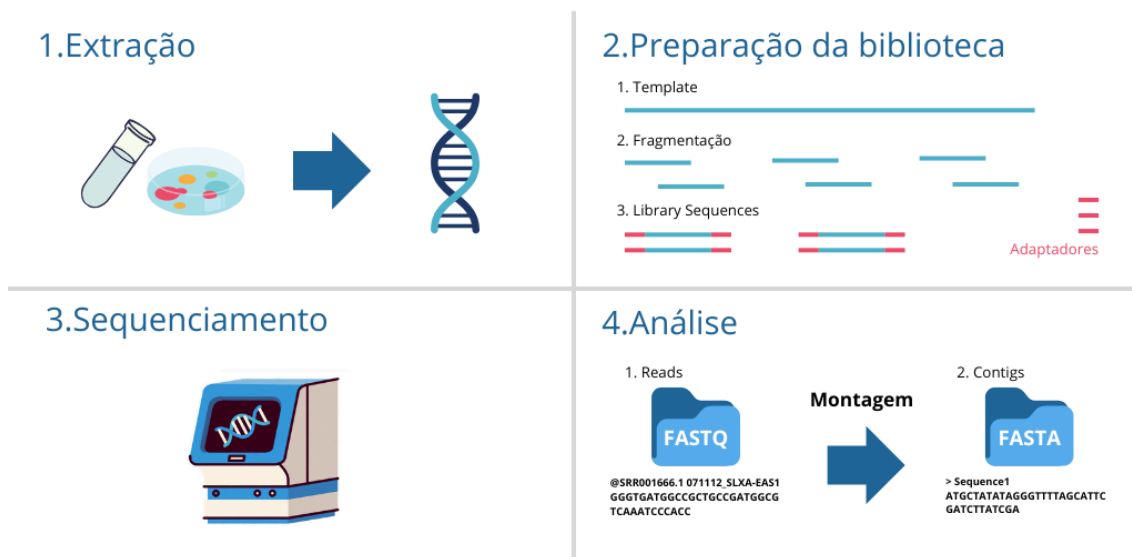 1.Extração
2.Preparação da biblioteca
1. Template
2. Fragmentação
3. Library Sequences
Adaptadores
3.Sequenciamento
4.Análise
1. Reads
FASTQ
@SRR001666.1 071112_SLXA-EAS1
GGGTGATGGCCGCTGCCGATGGCG
TCAAATCCCACC
Montagem
2. Contigs
FASTA
> Sequence1
ATGCTATATAGGGTTTTAGCATTC
GATCTTATCGA